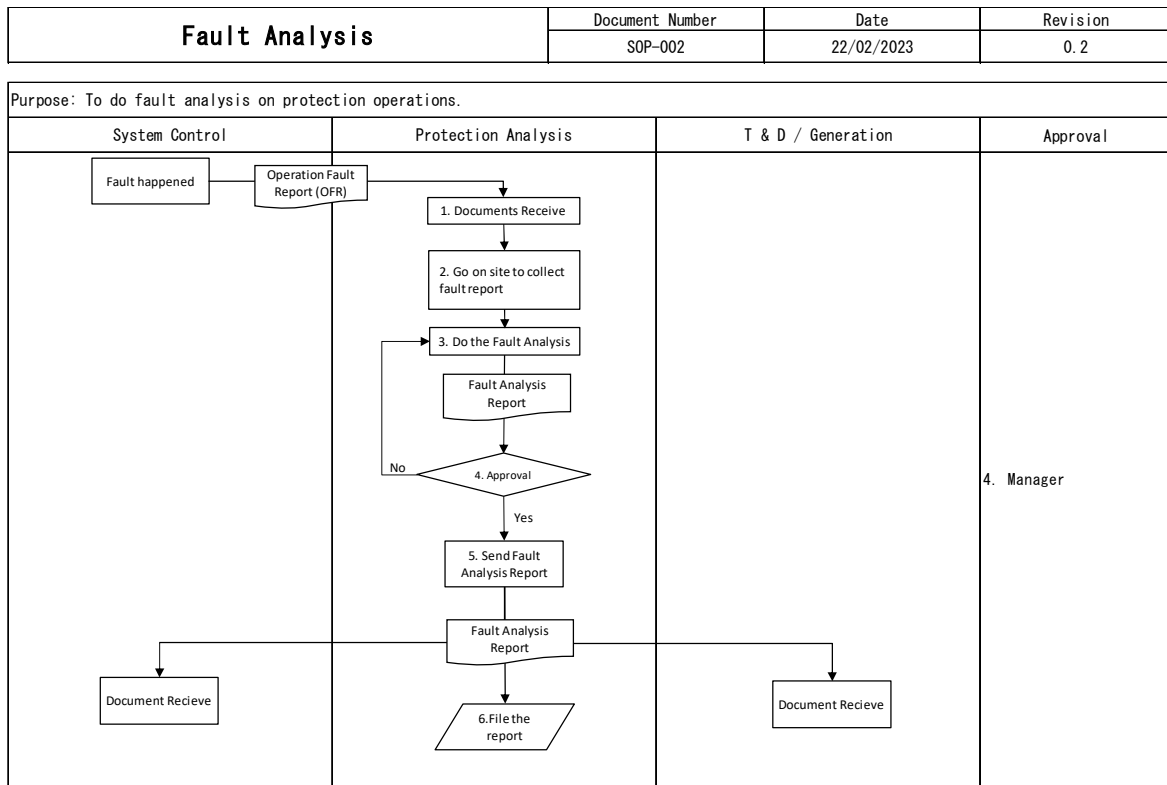 Fault Analysis
Document Number
Date
Revision
SOP-002
22/02/2023
0.2
Purpose: To do fault analysis on protection operations.
System Control
Protection Analysis
T & D / Generation
Approval
Fault happened
Operation Fault
Report (OFR)
1. Documents Receive
2. Go on site to collect
fault report
3. Do the Fault Analysis
Fault Analysis
Report
No
4. Approval
4. Manager
Yes
5. Send Fault
Analysis Report
Fault Analysis
Report
Document Recieve
6.File the
report
Document Recieve